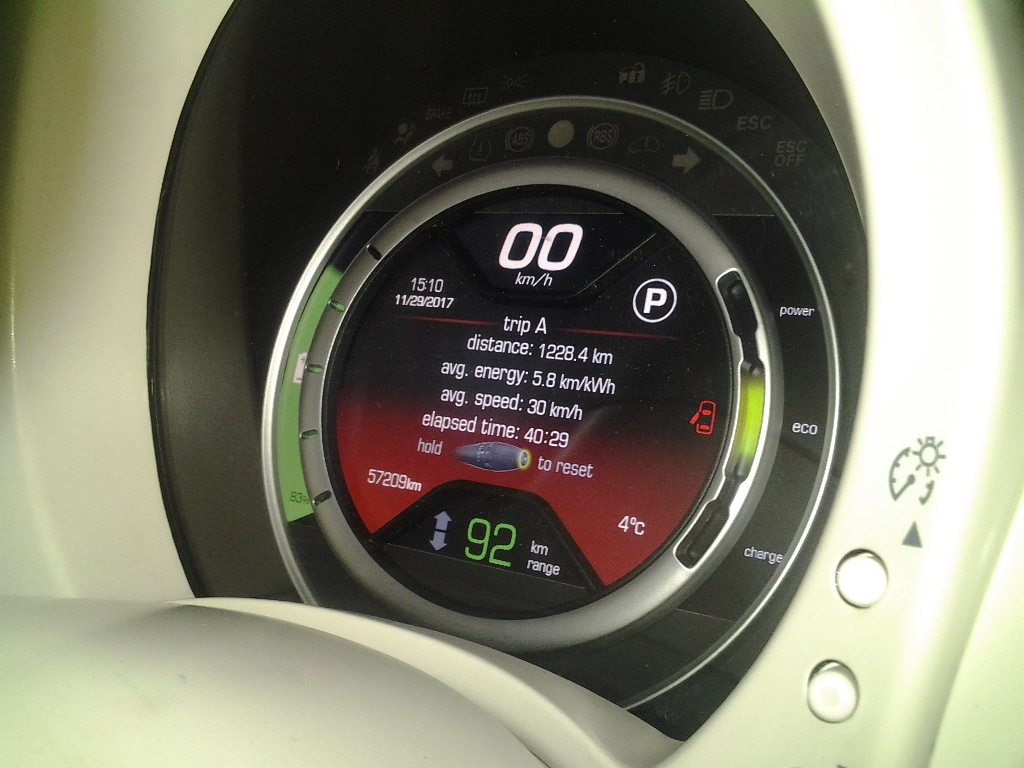 BRAKE
ABS
ESC
ESC
OFF
00
km/h
15:10
11/29/2017
P
power
trip A
distance: 1228.4 km
avg. energy: 5.8 km/kWh
avg. speed: 30 km/h
eco
elapsed time: 40:29
hold to reset
57209km
83%
4°C
92 km
range
charge